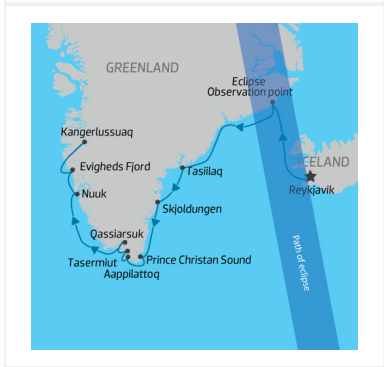 GREENLAND
Eclipse
Observation point
Kangerlussuaq
ICELAND
Evigheds Fjord
Tasiilaq
Reykjavik
Nuuk
Skjoldungen
Qassiarsuk
Tasermiut
Prince Christan Sound
Aappilattoq
Path of eclipse